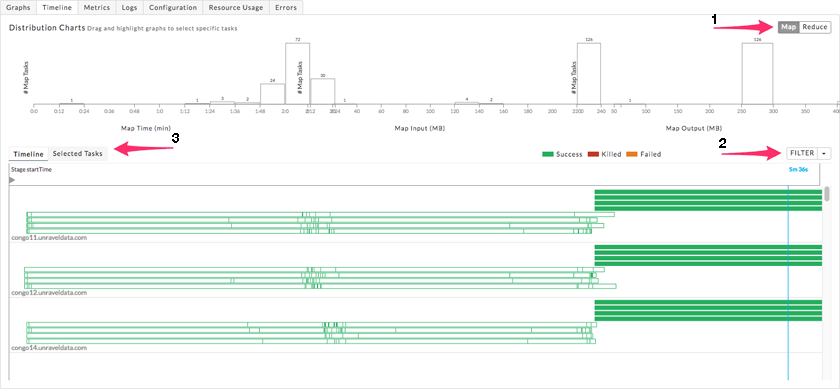 Graphs Timeline Metrics Logs Configuration Resource Usage Errors
1
Distribution Charts Drag and highlight graphs to select specific tasks
Map Reduce
# Map Tasks
1 1 3 2 24 72 20
0:0 0:12 0:24 0:36 0:48 1:0 1:12 1:24 1:36 1:48 2:0 2:12
Map Time (min)
# Map Tasks
1 4 2 126
20 40 60 80 100 120 140 160 180 200 220 240
Map Input (MB)
# Map Tasks
1 126
0 50 100 150 200 250 300 350 400
Map Output (MB)
3
2
Timeline Selected Tasks
Success Killed Failed
FILTER
Stage startTime
5m 36s
congo11.unraveldata.com
congo12.unraveldata.com
congo14.unraveldata.com